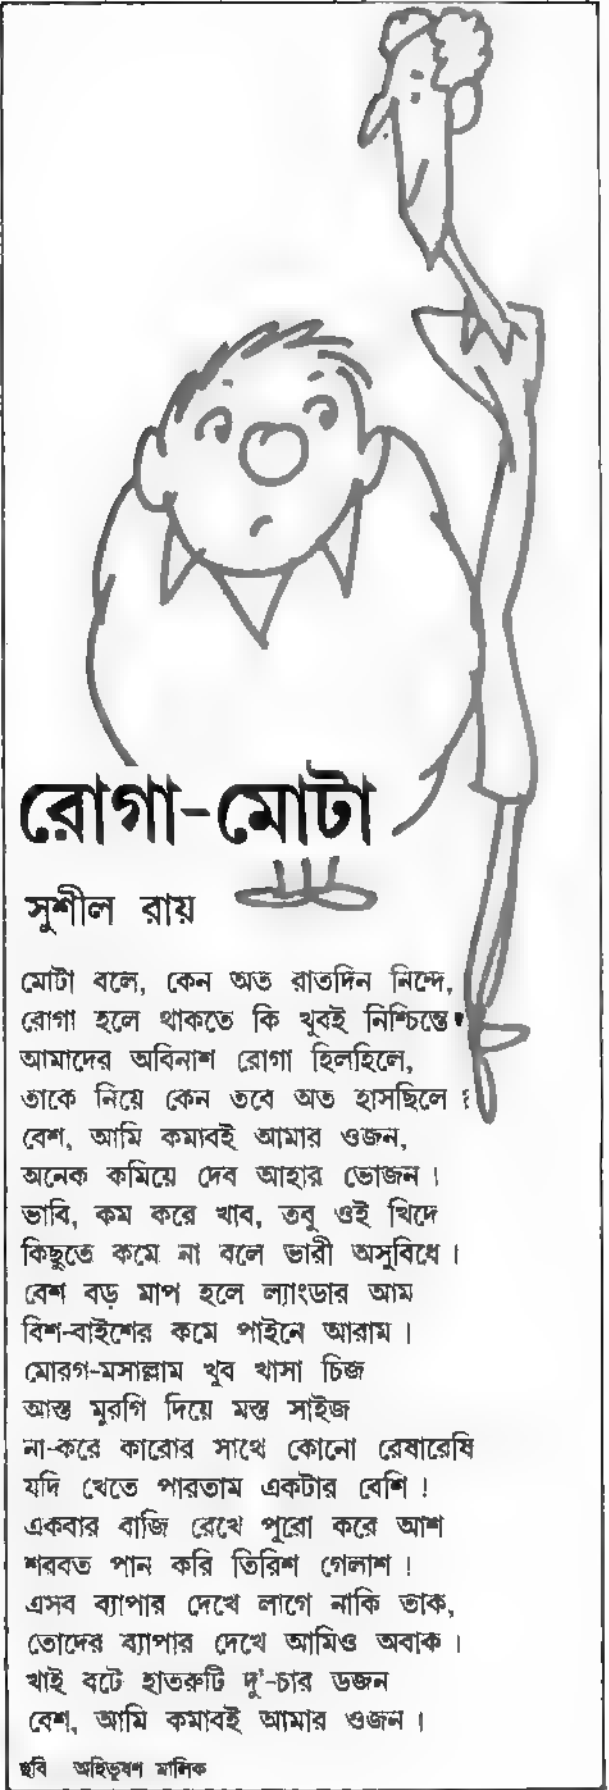 রোগা-মোটা
সুশীল রায়
মোটা বলে, কেন অত রাতদিন নিন্দে,
রোগা হলে থাকতে কি খুবই নিশ্চিন্তে?
আমাদের অবিনাশ রোগা হিলহিলে,
তাকে নিয়ে কেন তবে অত হাসছিলে ?
বেশ, আমি কমাবই আমার ওজন,
অনেক কমিয়ে দেব আহার ভোজন।
ভাবি, কম করে খাব, তবু ওই খিদে
কিছুতে কমে না বলে ভারী অসুবিধে।
বেশ বড় মাপ হলে ল্যাংডার আম
বিশ-বাইশের কমে পাইনে আরাম।
মোরগ-মসাল্লাম খুব খাসা চিজ
আস্ত মুরগি দিয়ে মস্ত সাইজ
না-করে কারোর সাথে কোনো রেষারেষি
যদি খেতে পারতাম একটার বেশি !
একবার বাজি রেখে পুরো করে আশ
শরবত পান করি তিরিশ গেলাশ !
এসব ব্যাপার দেখে লাগে নাকি তাক,
তোদের ব্যাপার দেখে আমিও অবাক।
খাই বটে হাতরুটি দু'-চার ডজন
বেশ, আমি কমাবই আমার ওজন।
ছবি অহিভূষণ মালিক